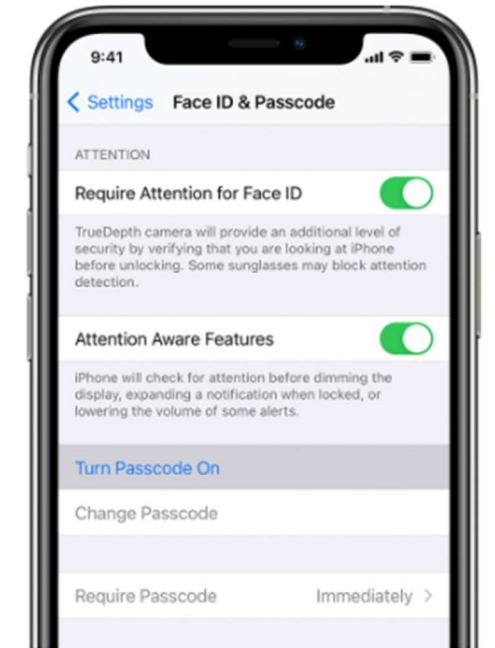 9:41
Settings Face ID & Passcode
ATTENTION
Require Attention for Face ID
TrueDepth camera will provide an additional level of
security by verifying that you are looking at iPhone
before unlocking. Some sunglasses may block attention
detection.
Attention Aware Features
iPhone will check for attention before dimming the
display, expanding a notification when locked, or
lowering the volume of some alerts.
Turn Passcode On
Change Passcode
Require Passcode Immediately